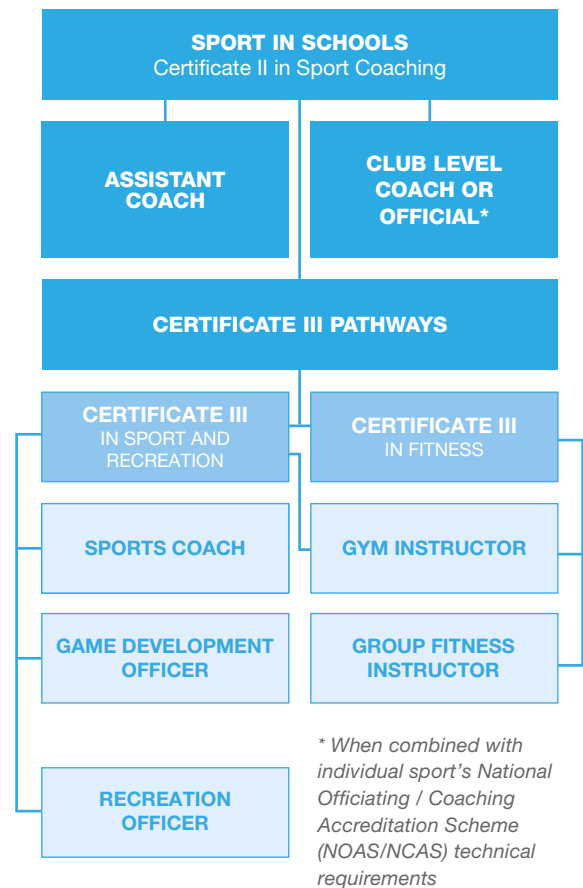 SPORT IN SCHOOLS
Certificate II in Sport Coaching
ASSISTANT
COACH
CLUB LEVEL
COACH OR
OFFICIAL*
CERTIFICATE III PATHWAYS
CERTIFICATE III
IN SPORT AND
RECREATION
CERTIFICATE III
IN FITNESS
SPORTS COACH
GYM INSTRUCTOR
GAME DEVELOPMENT
OFFICER
GROUP FITNESS
INSTRUCTOR
RECREATION
OFFICER
* When combined with
individual sport's National
Officiating / Coaching
Accreditation Scheme
(NOAS/NCAS) technical
requirements